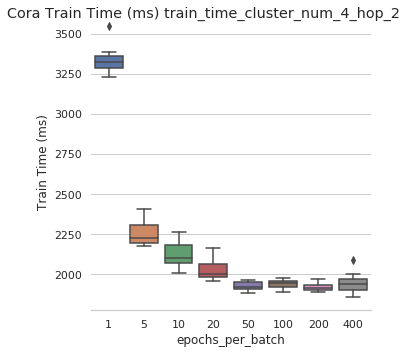 Cora Train Time (ms) train_time_cluster_num_4_hop_2
3500
3250
3000
2750
2500
2250
2000
Train Time (ms)
1 5 10 20 50 100 200 400
epochs_per_batch